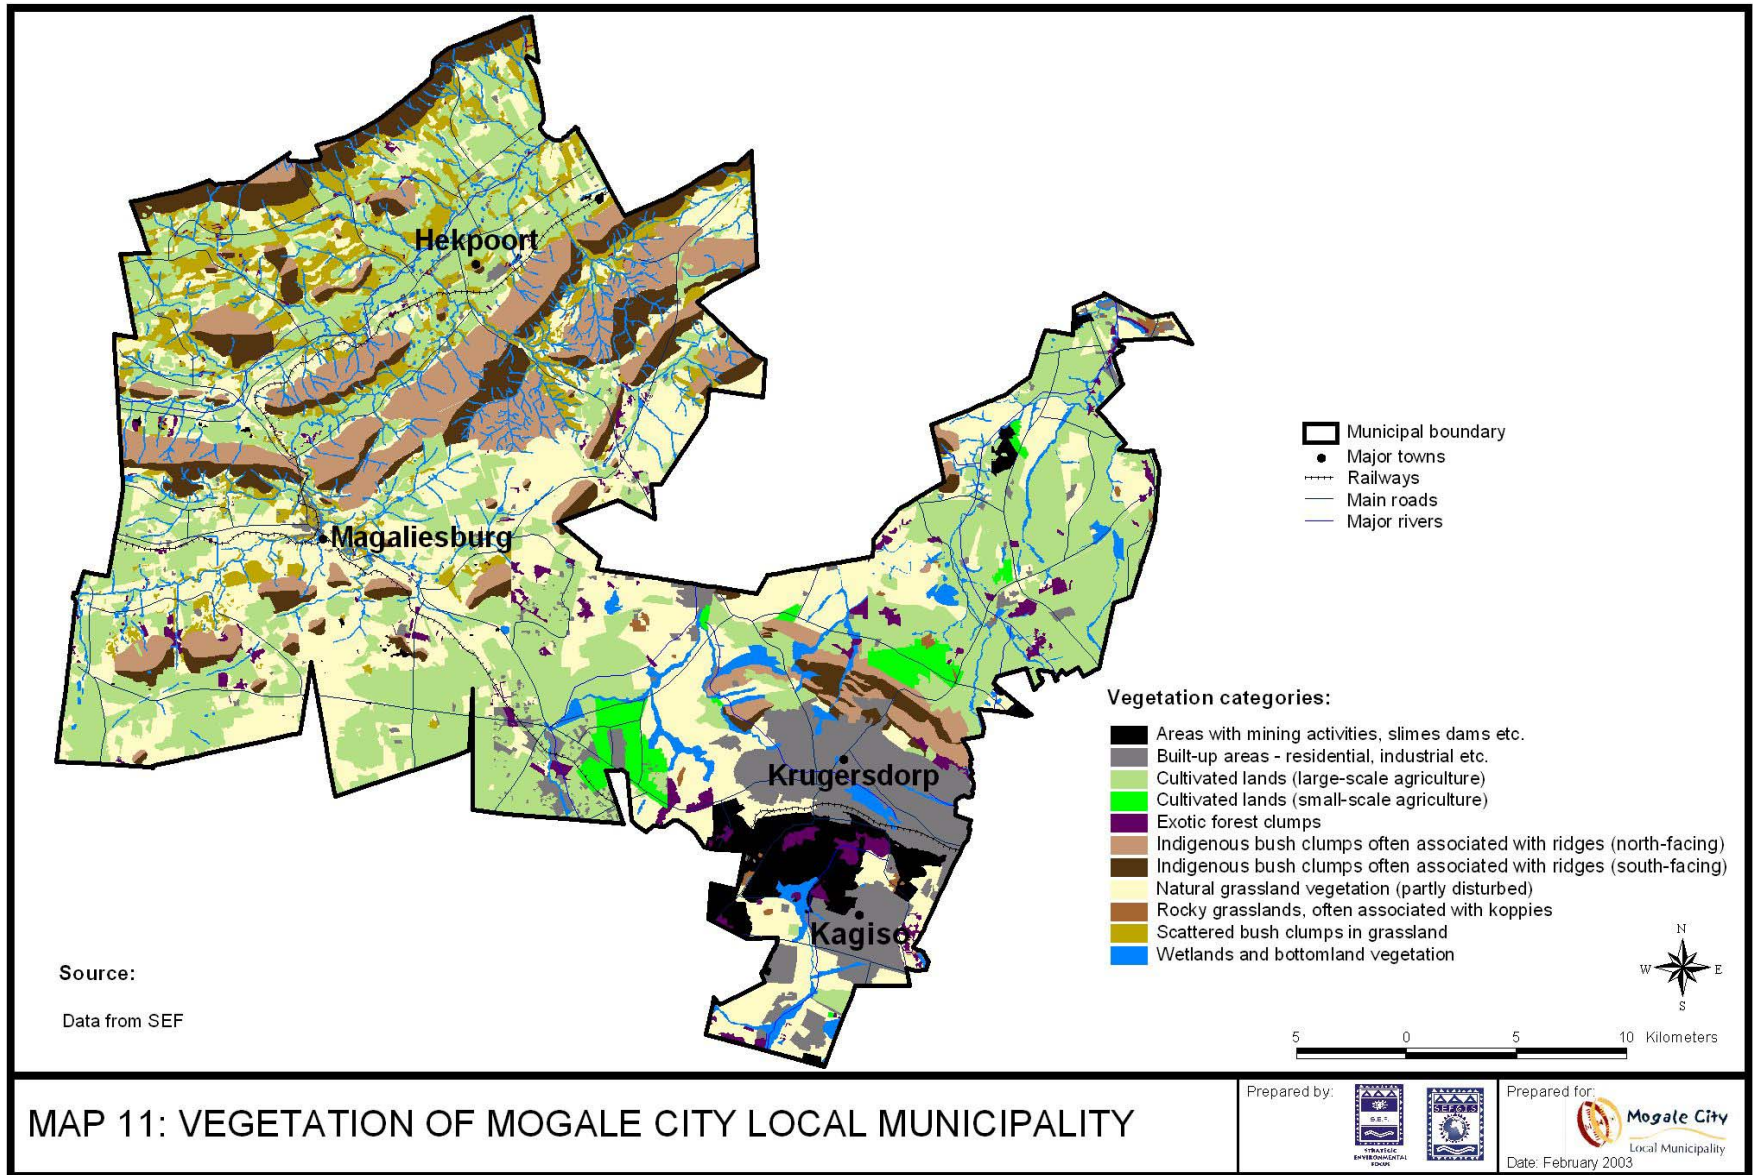 Hekpoort
Magaliesburg
Krugersdorp
Kagiso
Municipal boundary
Major towns
Railways
Main roads
Major rivers
Vegetation categories:
Areas with mining activities, slimes dams etc.
Built-up areas - residential, industrial etc.
Cultivated lands (large-scale agriculture)
Cultivated lands (small-scale agriculture)
Exotic forest clumps
Indigenous bush clumps often associated with ridges (north-facing)
Indigenous bush clumps often associated with ridges (south-facing)
Natural grassland vegetation (partly disturbed)
Rocky grasslands, often associated with koppies
Scattered bush clumps in grassland
Wetlands and bottomland vegetation
N
W E
S
Source:
Data from SEF
5 0 5 10 Kilometers
MAP 11: VEGETATION OF MOGALE CITY LOCAL MUNICIPALITY
Prepared by:
S.E.F.
STRATEGIC
ENVIRONMENTAL
FOCUS
S.E.F.G.I.S
Prepared for:
Mogale City
Local Municipality
Date: February 2003